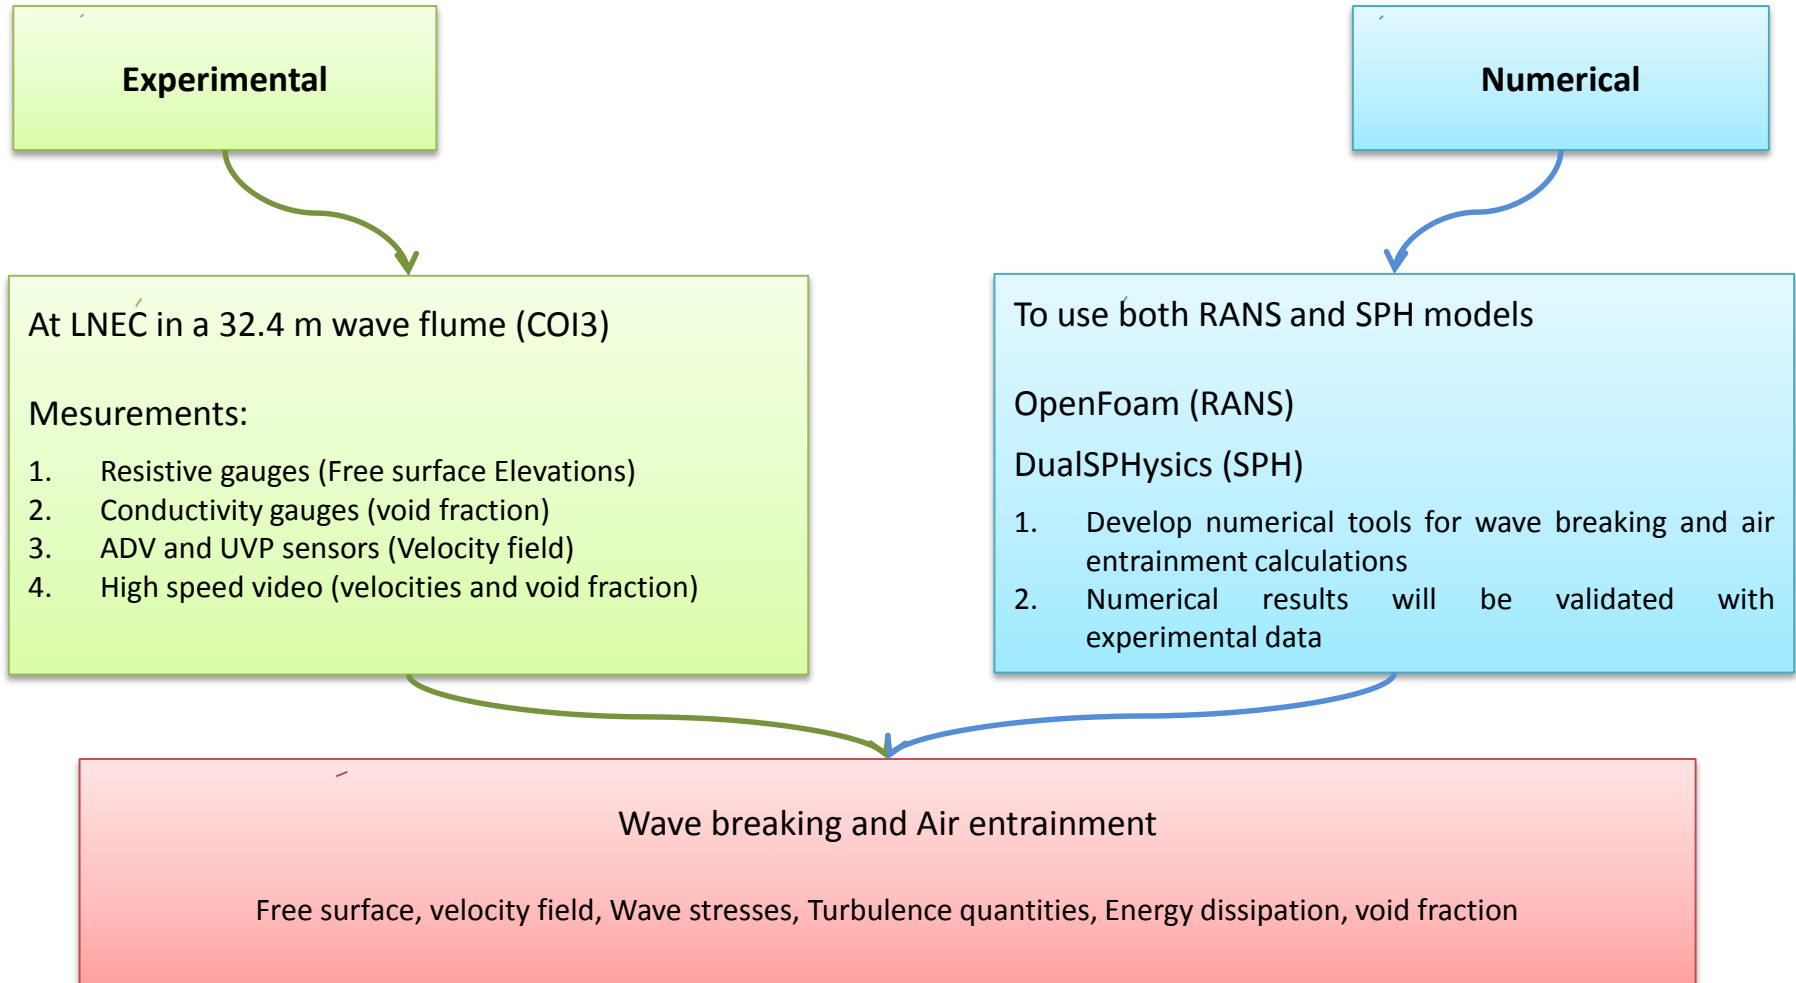 Experimental
Numerical
At LNEC in a 32.4 m wave flume (COI3)
Mesurements:
1. Resistive gauges (Free surface Elevations)
2. Conductivity gauges (void fraction)
3. ADV and UVP sensors (Velocity field)
4. High speed video (velocities and void fraction)
To use both RANS and SPH models
OpenFoam (RANS)
DualSPHysics (SPH)
1. Develop numerical tools for wave breaking and air
entrainment calculations
2. Numerical results will be validated with
experimental data
Wave breaking and Air entrainment
Free surface, velocity field, Wave stresses, Turbulence quantities, Energy dissipation, void fraction